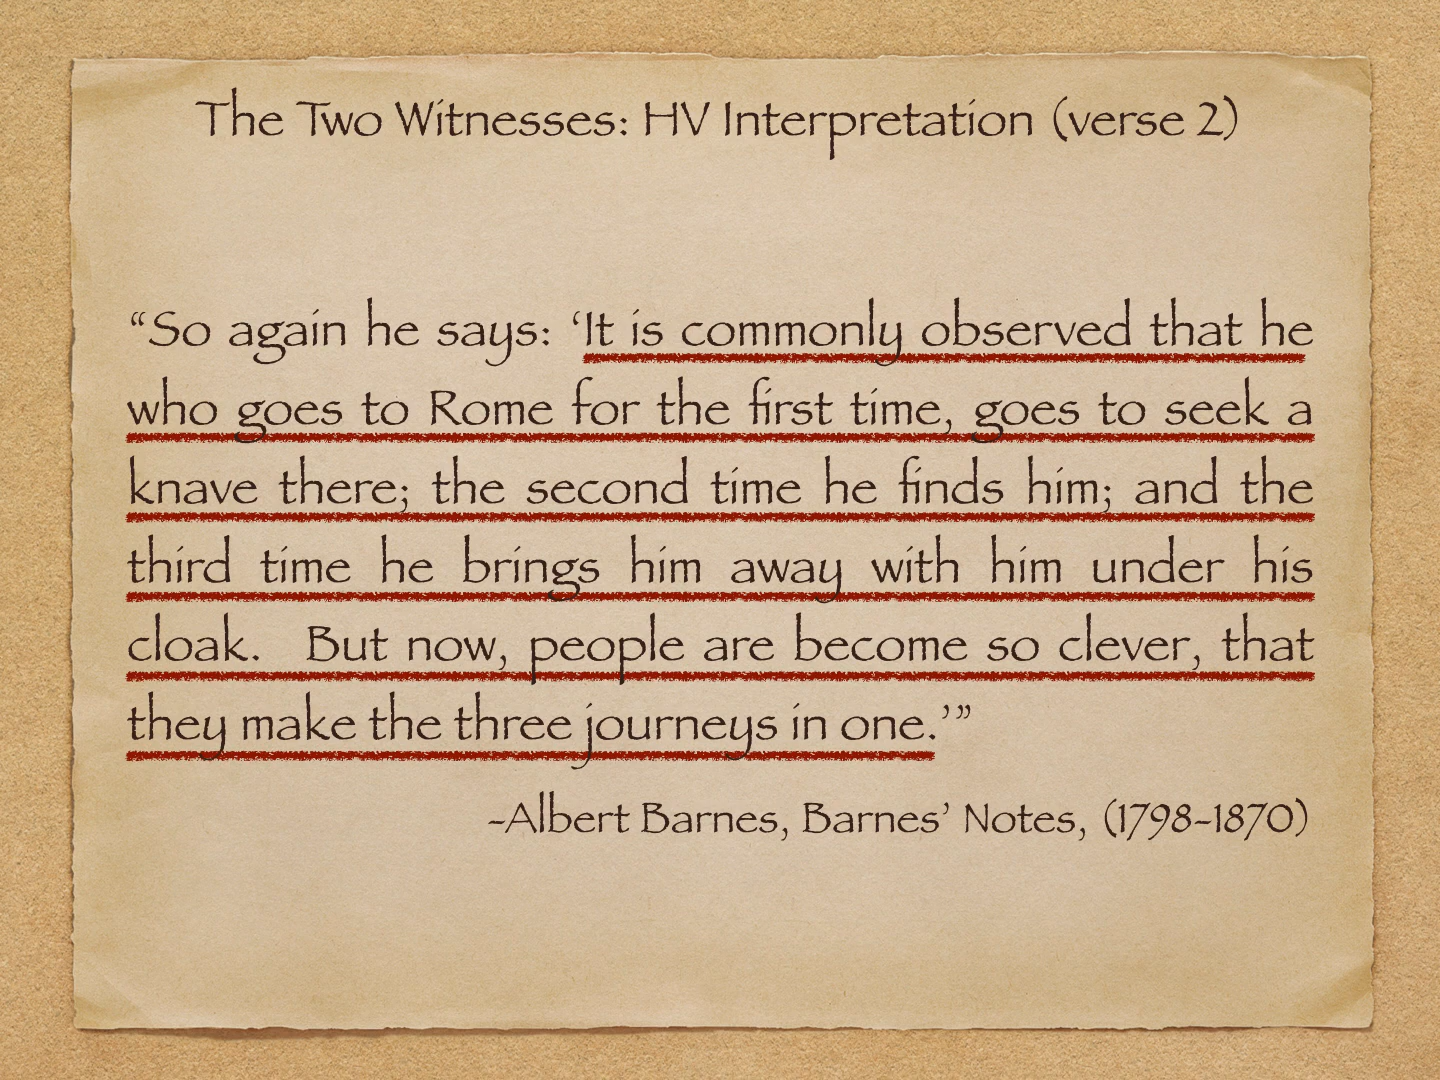 The Two Witnesses: HV Interpretation (verse 2)
“So again he says: ‘It is commonly observed that he
who goes to Rome for the first time, goes to seek a
knave there; the second time he finds him; and the
third time he brings him away with him under his
cloak. But now, people are become so clever, that
they make the three journeys in one.’”
-Albert Barnes, Barnes’ Notes, (1798-1870)